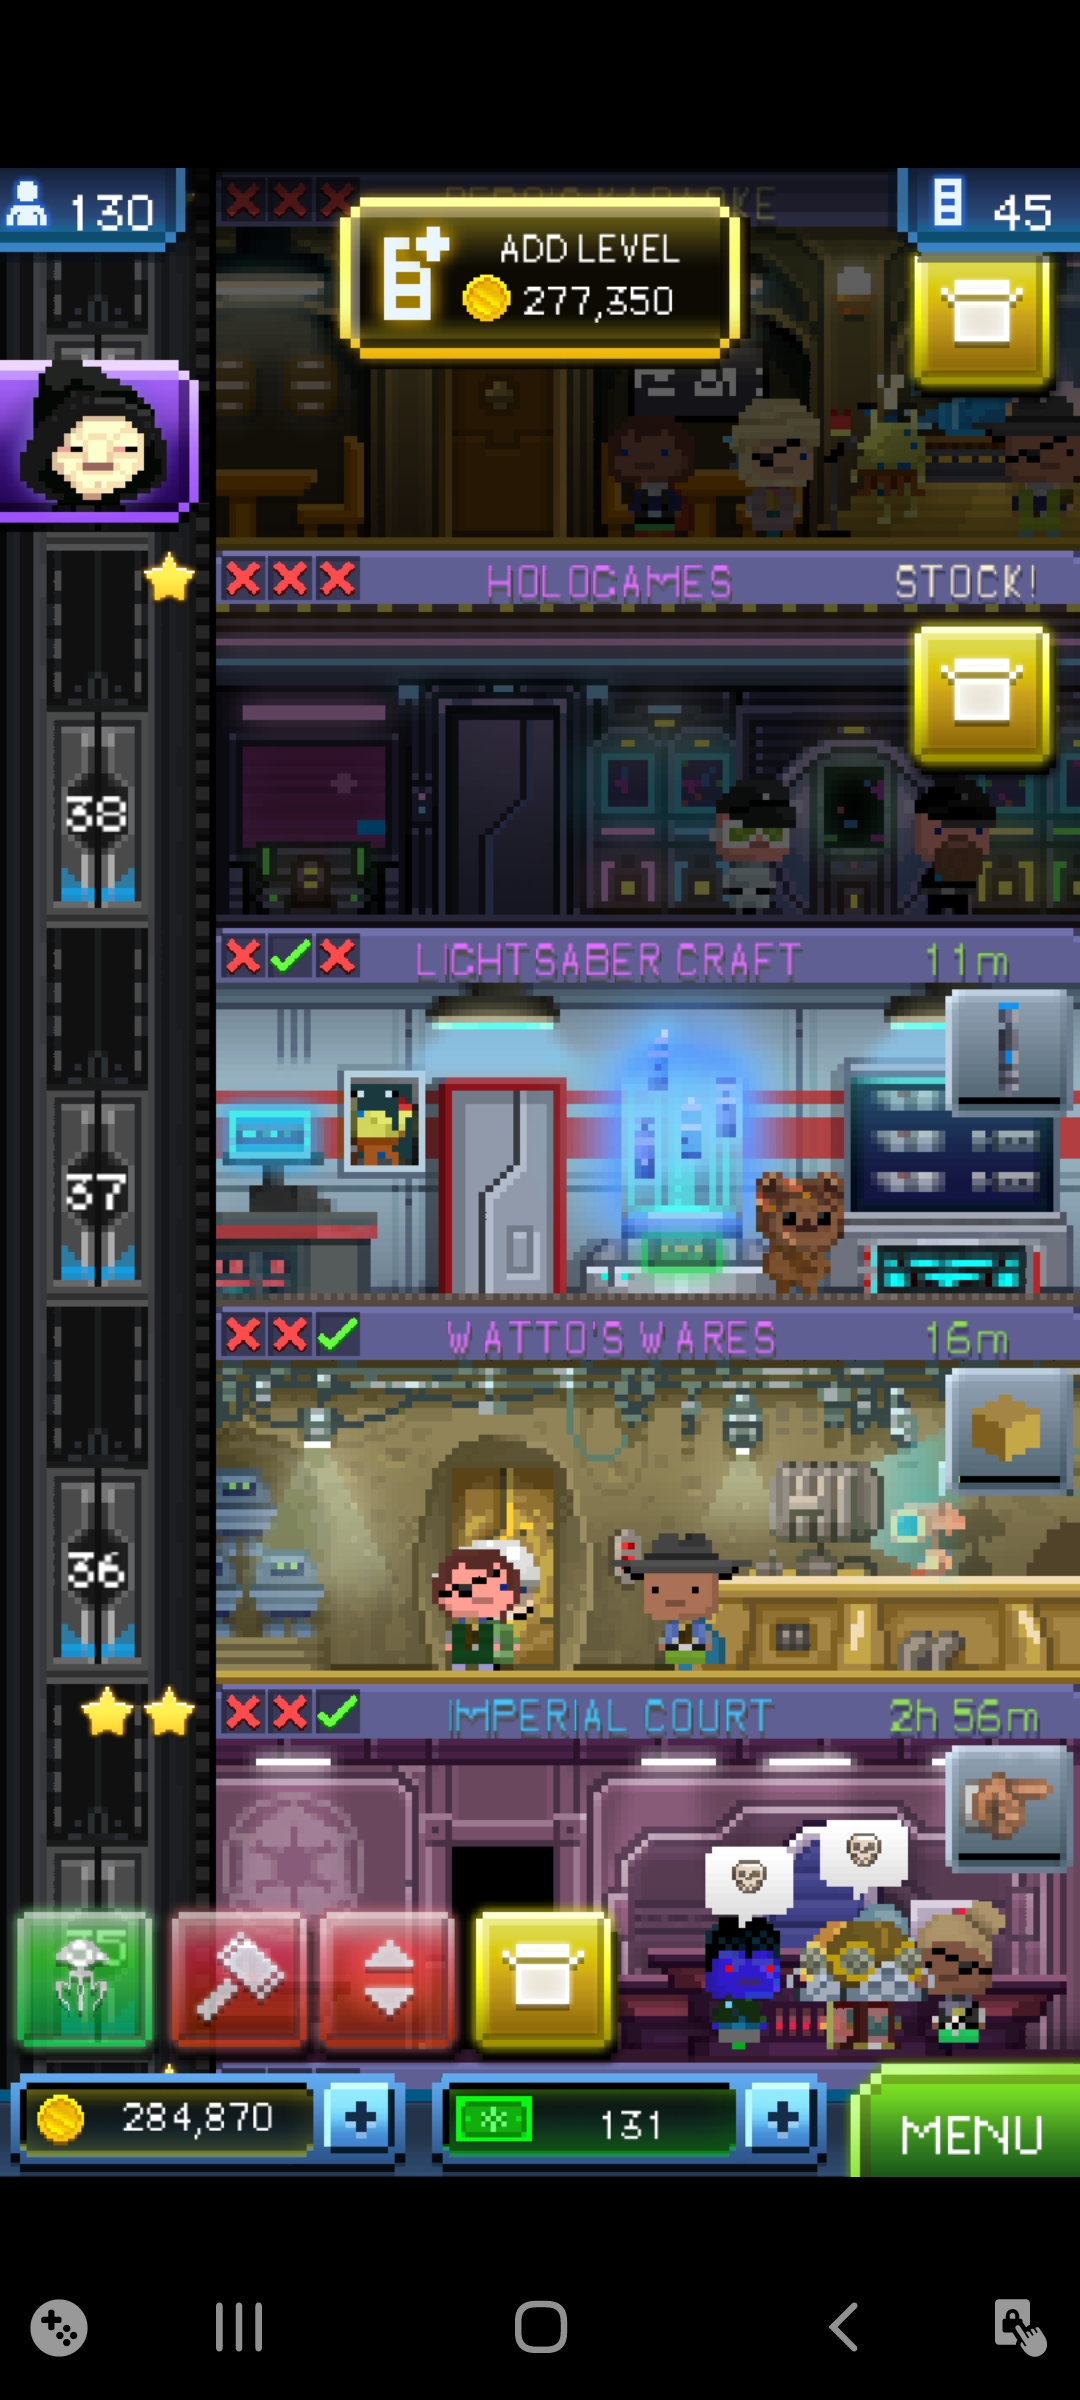 130
45
ADD LEVEL
277,350
HOLOGAMES STOCK!
38
LIGHTSABER CRAFT 11m
37
WATTO'S WARES 16m
36
IMPERIAL COURT 2h 56m
35
284,870
131
MENU